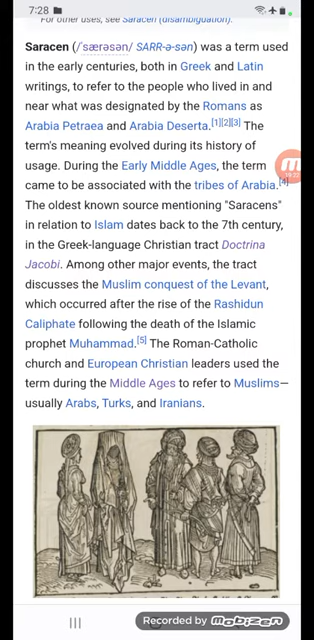 7:28
For other uses, see Saracen (disambiguation).
Saracen (/ˈsærəsən/ SARR-ə-sən) was a term used
in the early centuries, both in Greek and Latin
writings, to refer to the people who lived in and
near what was designated by the Romans as
Arabia Petraea and Arabia Deserta.[1][2][3] The
term's meaning evolved during its history of
usage. During the Early Middle Ages, the term
came to be associated with the tribes of Arabia.[4]
The oldest known source mentioning "Saracens"
in relation to Islam dates back to the 7th century,
in the Greek-language Christian tract Doctrina
Jacobi. Among other major events, the tract
discusses the Muslim conquest of the Levant,
which occurred after the rise of the Rashidun
Caliphate following the death of the Islamic
prophet Muhammad.[5] The Roman-Catholic
church and European Christian leaders used the
term during the Middle Ages to refer to Muslims—
usually Arabs, Turks, and Iranians.
Recorded by Mobizen